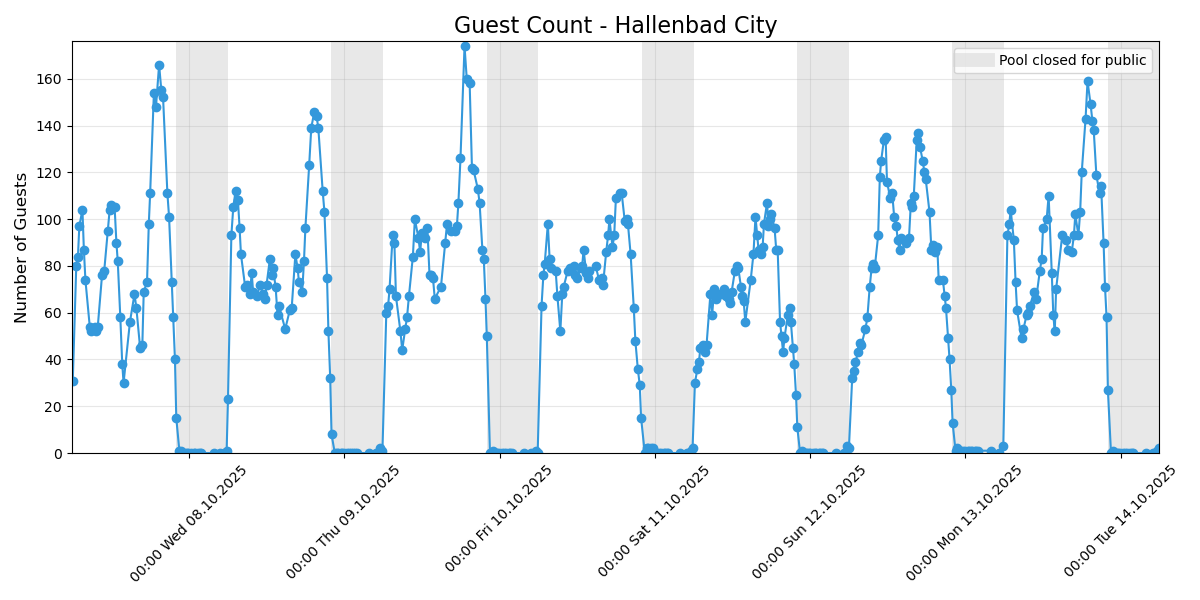 Guest Count - Hallenbad City
Pool closed for public
Number of Guests
160
140
120
100
80
60
40
20
0
00:00 Wed 08.10.2025
00:00 Thu 09.10.2025
00:00 Fri 10.10.2025
00:00 Sat 11.10.2025
00:00 Sun 12.10.2025
00:00 Mon 13.10.2025
00:00 Tue 14.10.2025